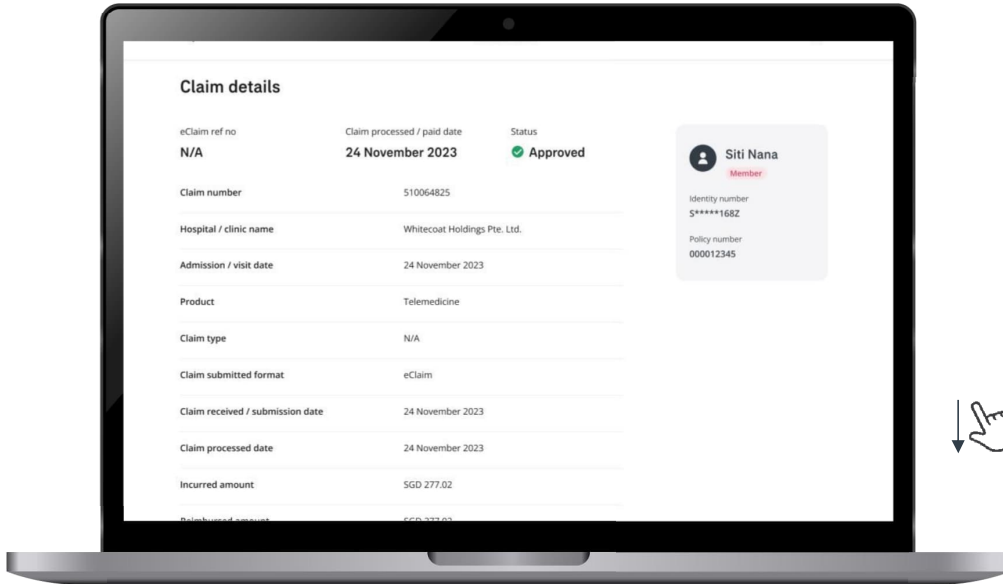 Claim details
eClaim ref no
Claim processed / paid date
Status
N/A
24 November 2023
Approved
Claim number
510064825
Hospital / clinic name
Whitecoat Holdings Pte. Ltd.
Admission / visit date
24 November 2023
Product
Telemedicine
Claim type
N/A
Claim submitted format
eClaim
Claim received / submission date
24 November 2023
Claim processed date
24 November 2023
Incurred amount
SGD 277.02
Reimbursed amount
Siti Nana
Member
Identity number
S*****168Z
Policy number
000012345